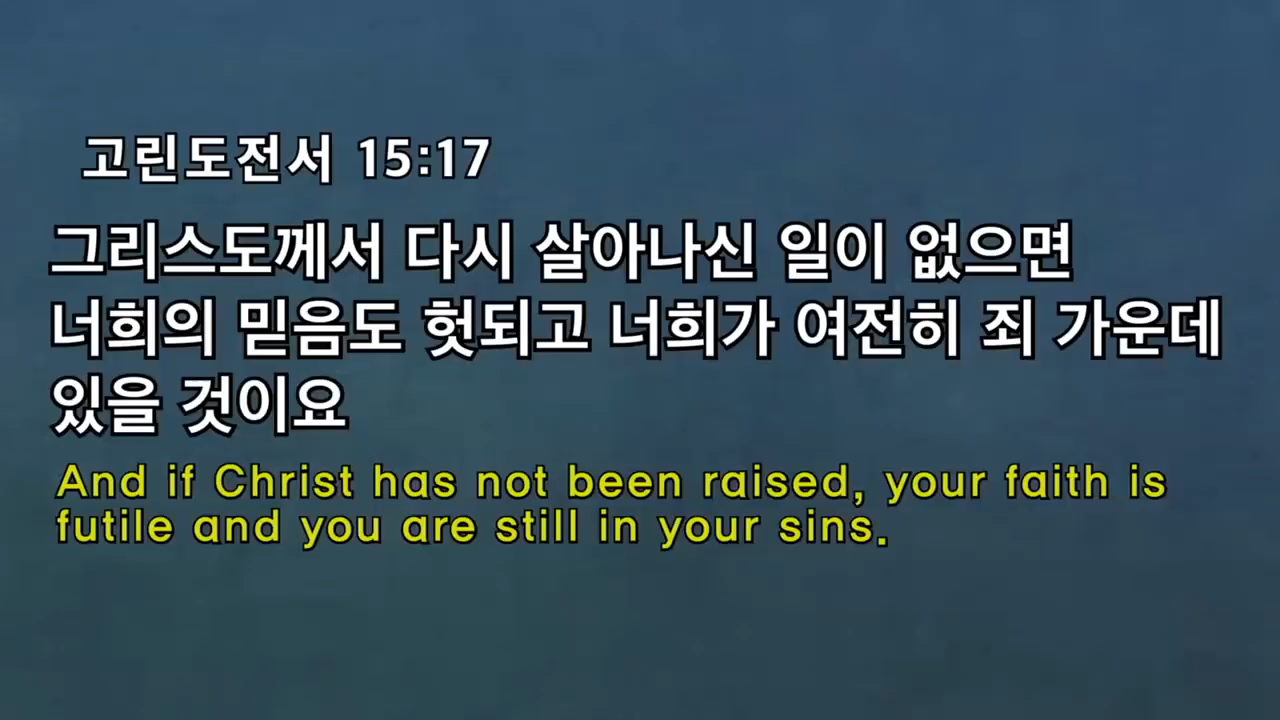 고린도전서 15:17
그리스도께서 다시 살아나신 일이 없으면
너희의 믿음도 헛되고 너희가 여전히 죄 가운데
있을 것이요
And if Christ has not been raised, your faith is
futile and you are still in your sins.